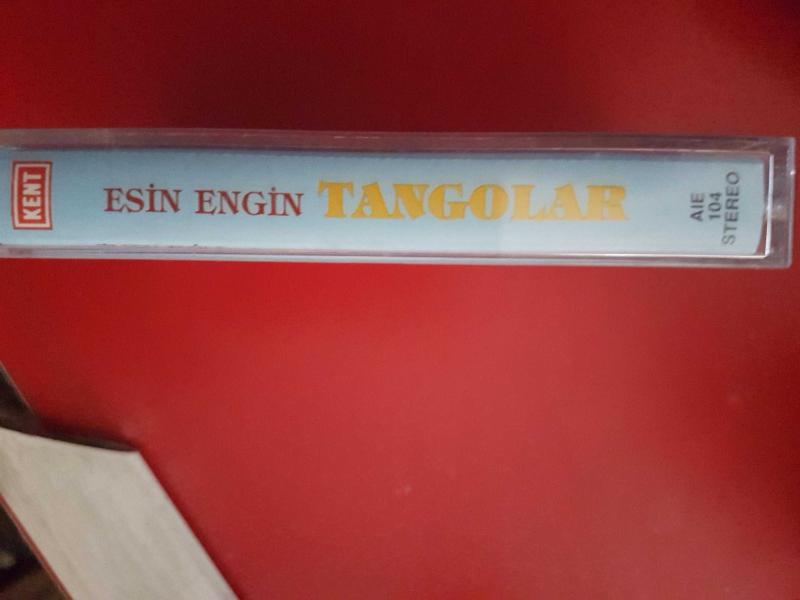 KENT
ESİN ENGİN TANGOLAR
AIE
104
STEREO